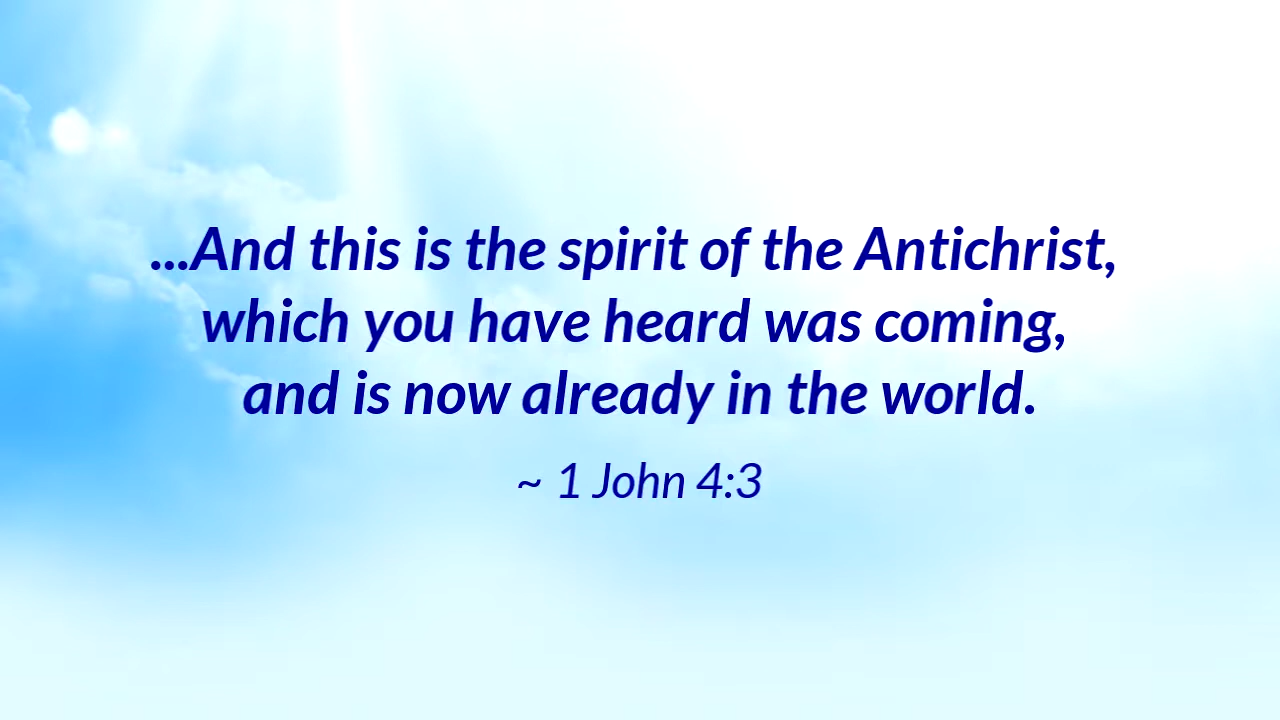 ...And this is the spirit of the Antichrist,
which you have heard was coming,
and is now already in the world.
~ 1 John 4:3